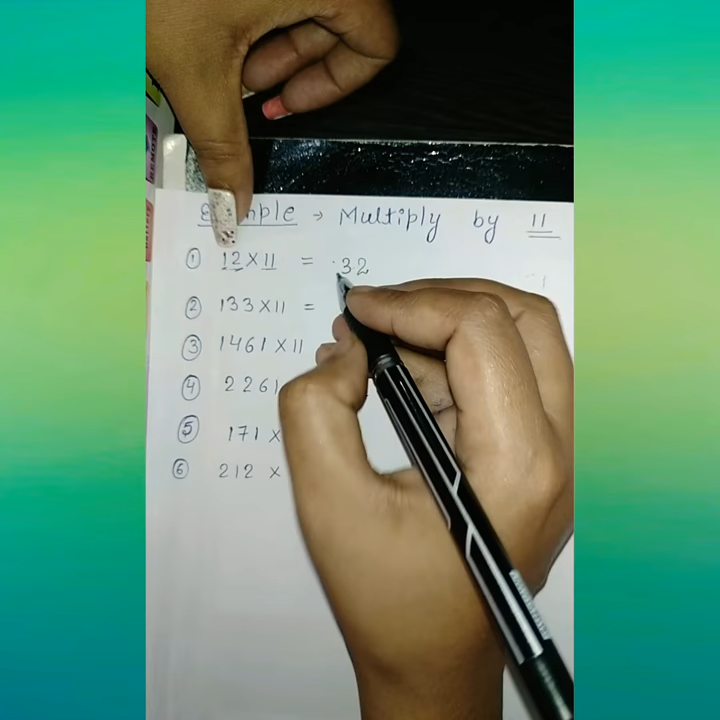 → Multiply by 11
① 12 × 11 = 32
② 133 × 11 =
③ 1461 × 11
④ 2261
⑤ 171 ×
⑥ 212 ×